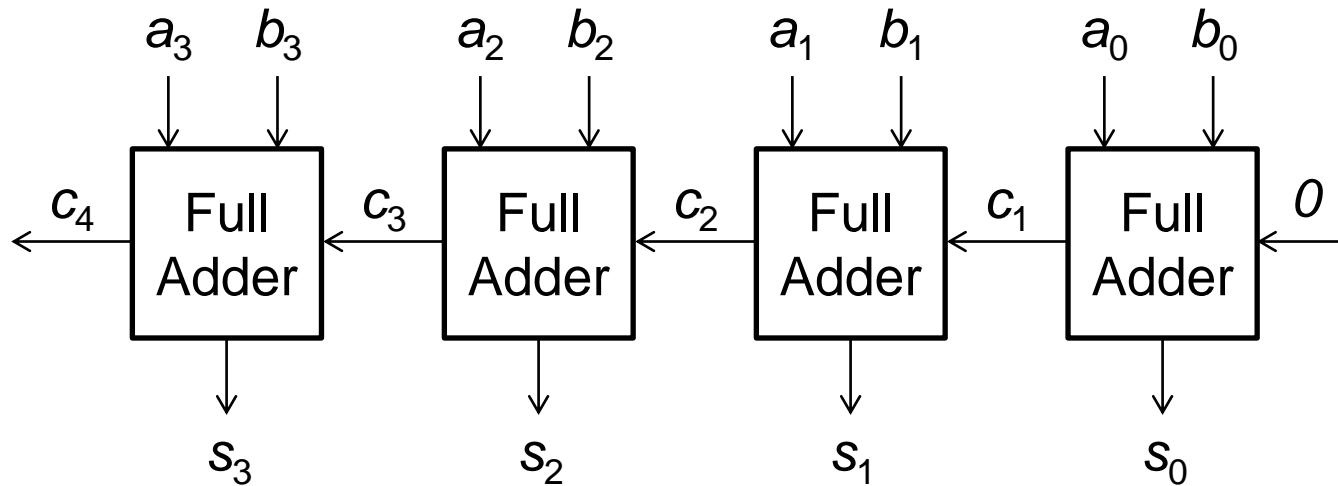 a₃ b₃ a₂ b₂ a₁ b₁ a₀ b₀
c₄ Full Adder c₃ Full Adder c₂ Full Adder c₁ Full Adder 0
s₃ s₂ s₁ s₀